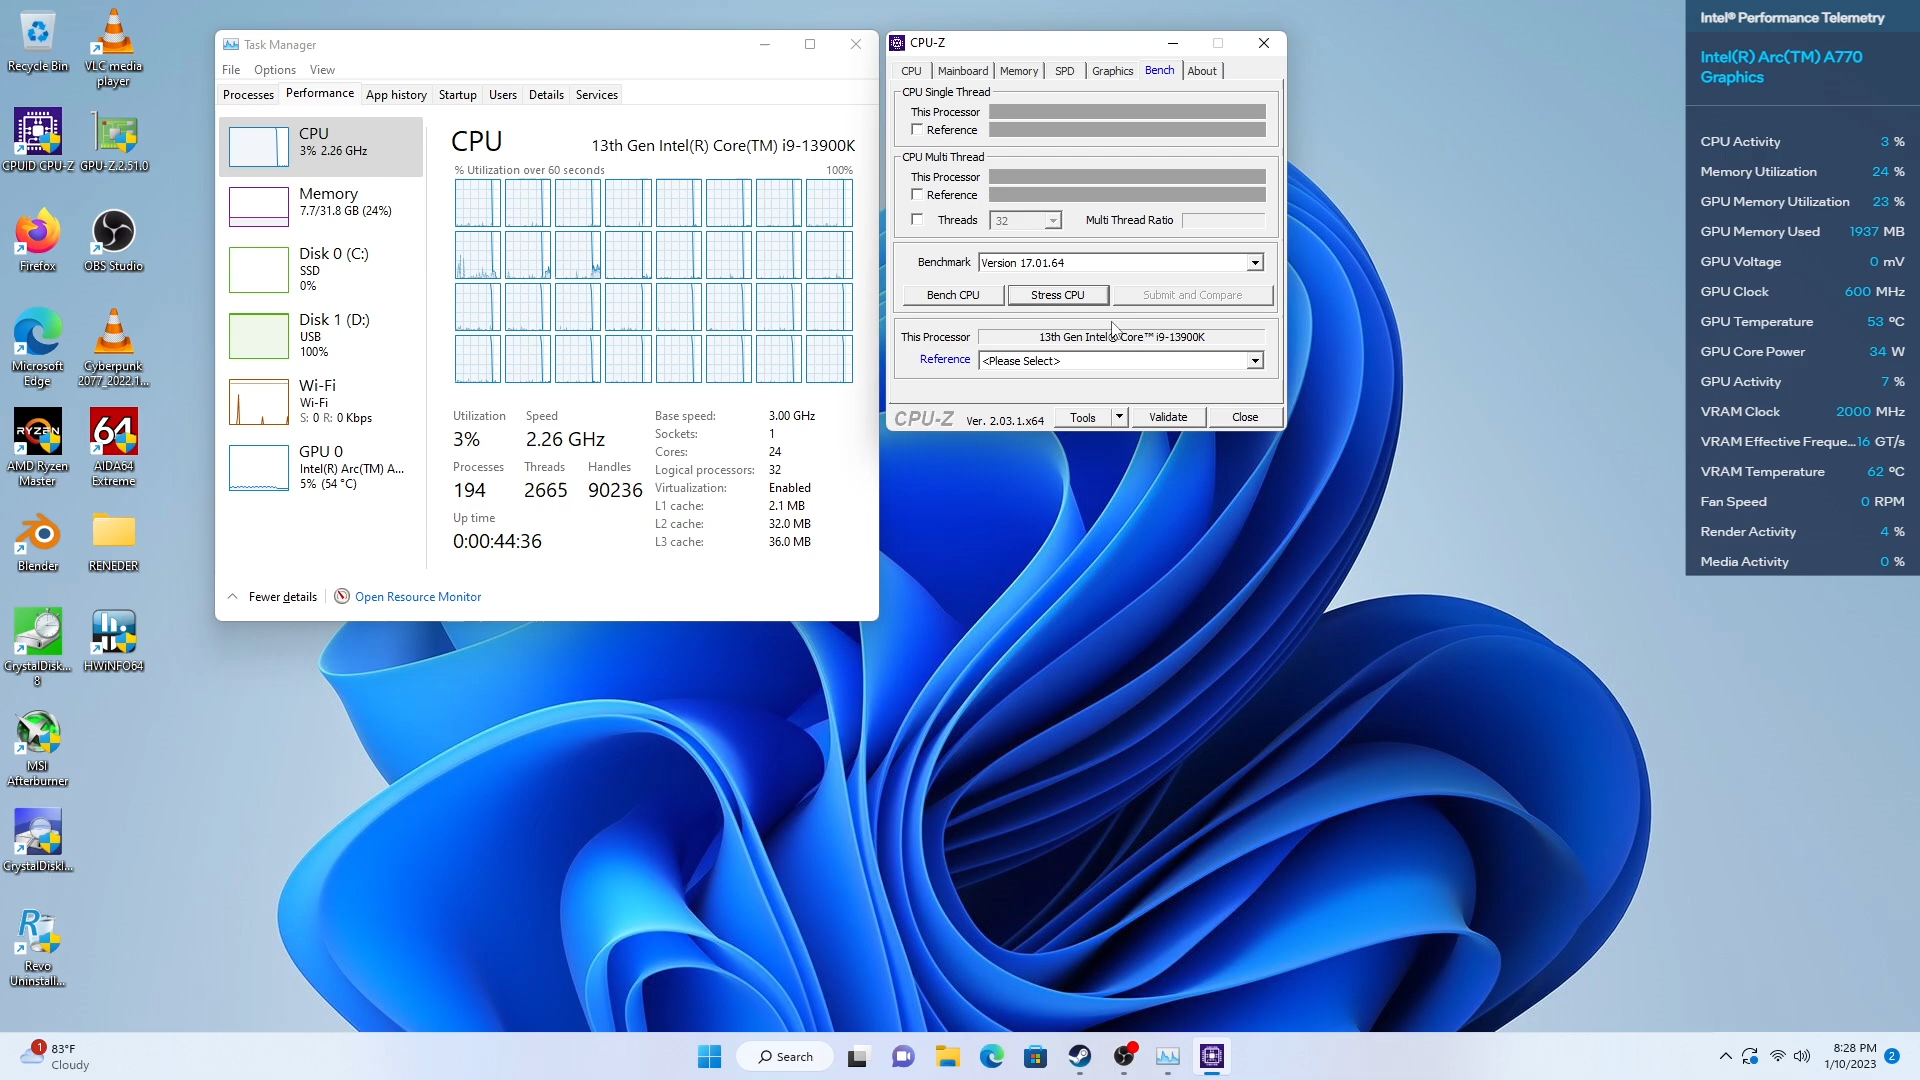 Recycle Bin
VLC media
player
CPUID CPU-Z
GPU-Z.2.51.0
Firefox
OBS Studio
Microsoft
Edge
Cyberpunk
2077_2022.1...
RYZEN
AMD Ryzen
Master
64
AIDA64
Extreme
Blender
RENEDER
CrystalDisk...
8
HWiNFO64
MSI
Afterburner
CrystalDiskI...
Revo
Uninstall...
Task Manager
File Options View
Processes Performance App history Startup Users Details Services
CPU
3% 2.26 GHz
Memory
7.7/31.8 GB (24%)
Disk 0 (C:)
SSD
0%
Disk 1 (D:)
USB
100%
Wi-Fi
Wi-Fi
S: 0 R: 0 Kbps
GPU 0
Intel(R) Arc(TM) A...
5% (54 °C)
CPU 13th Gen Intel(R) Core(TM) i9-13900K
% Utilization over 60 seconds 100%
Utilization Speed
3% 2.26 GHz
Processes Threads Handles
194 2665 90236
Up time
0:00:44:36
Base speed: 3.00 GHz
Sockets: 1
Cores: 24
Logical processors: 32
Virtualization: Enabled
L1 cache: 2.1 MB
L2 cache: 32.0 MB
L3 cache: 36.0 MB
Fewer details Open Resource Monitor
CPU-Z
CPU Mainboard Memory SPD Graphics Bench About
CPU Single Thread
This Processor
Reference
CPU Multi Thread
This Processor
Reference
Threads 32 Multi Thread Ratio
Benchmark Version 17.01.64
Bench CPU Stress CPU Submit and Compare
This Processor 13th Gen Intel® Core™ i9-13900K
Reference <Please Select>
CPU-Z Ver. 2.03.1.x64 Tools Validate Close
Intel® Performance Telemetry
Intel(R) Arc(TM) A770
Graphics
CPU Activity 3 %
Memory Utilization 24 %
GPU Memory Utilization 23 %
GPU Memory Used 1937 MB
GPU Voltage 0 mV
GPU Clock 600 MHz
GPU Temperature 53 ºC
GPU Core Power 34 W
GPU Activity 7 %
VRAM Clock 2000 MHz
VRAM Effective Freque...16 GT/s
VRAM Temperature 62 ºC
Fan Speed 0 RPM
Render Activity 4 %
Media Activity 0 %
1
83°F
Cloudy
Search
8:28 PM
1/10/2023
2